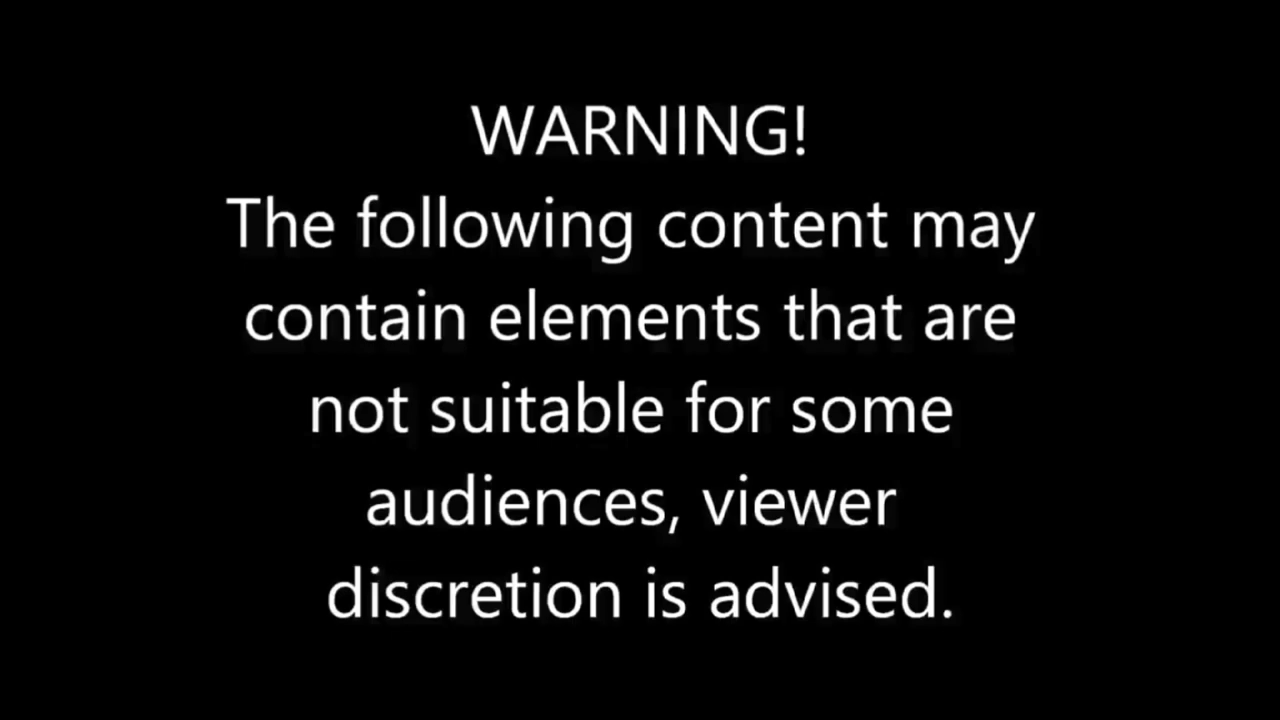 WARNING!
The following content may
contain elements that are
not suitable for some
audiences, viewer
discretion is advised.